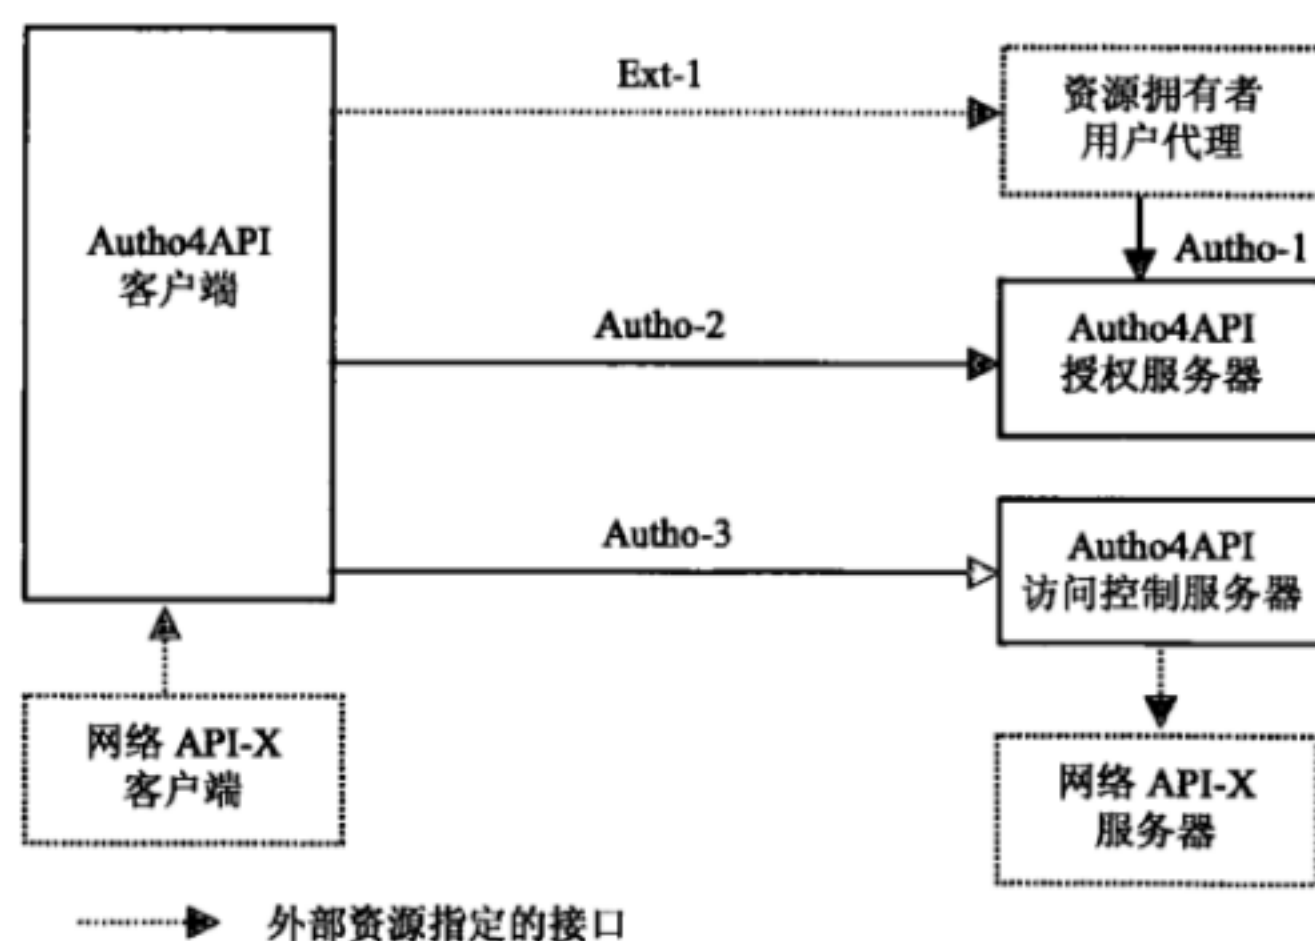 Ext-1
资源拥有者
用户代理
Autho4API
客户端
Autho-1
Autho-2
Autho4API
授权服务器
Autho-3
Autho4API
访问控制服务器
网络 API-X
客户端
网络 API-X
服务器
外部资源指定的接口